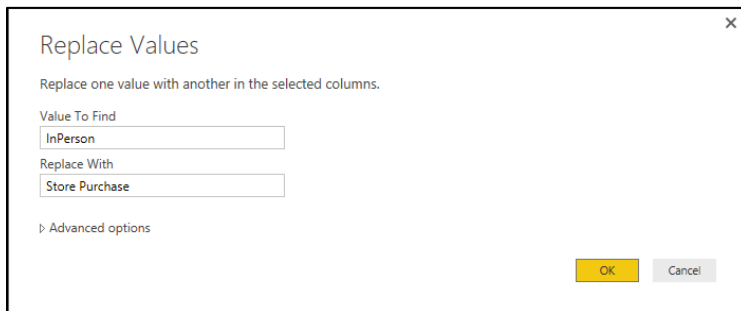 Replace Values
Replace one value with another in the selected columns.
Value To Find
InPerson
Replace With
Store Purchase
Advanced options
OK Cancel